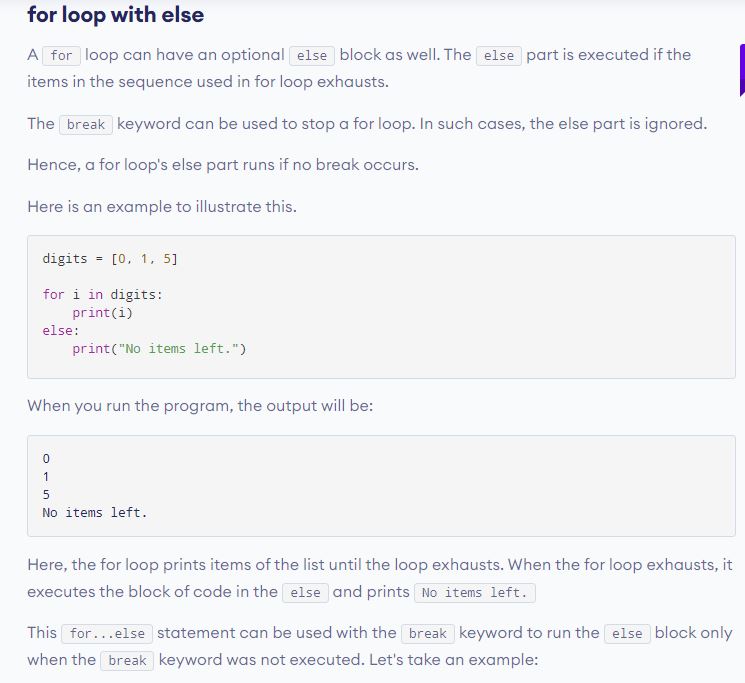 for loop with else
A for loop can have an optional else block as well. The else part is executed if the
items in the sequence used in for loop exhausts.
The break keyword can be used to stop a for loop. In such cases, the else part is ignored.
Hence, a for loop's else part runs if no break occurs.
Here is an example to illustrate this.
digits = [0, 1, 5]
for i in digits:
    print(i)
else:
    print("No items left.")
When you run the program, the output will be:
0
1
5
No items left.
Here, the for loop prints items of the list until the loop exhausts. When the for loop exhausts, it
executes the block of code in the else and prints No items left.
This for...else statement can be used with the break keyword to run the else block only
when the break keyword was not executed. Let's take an example: